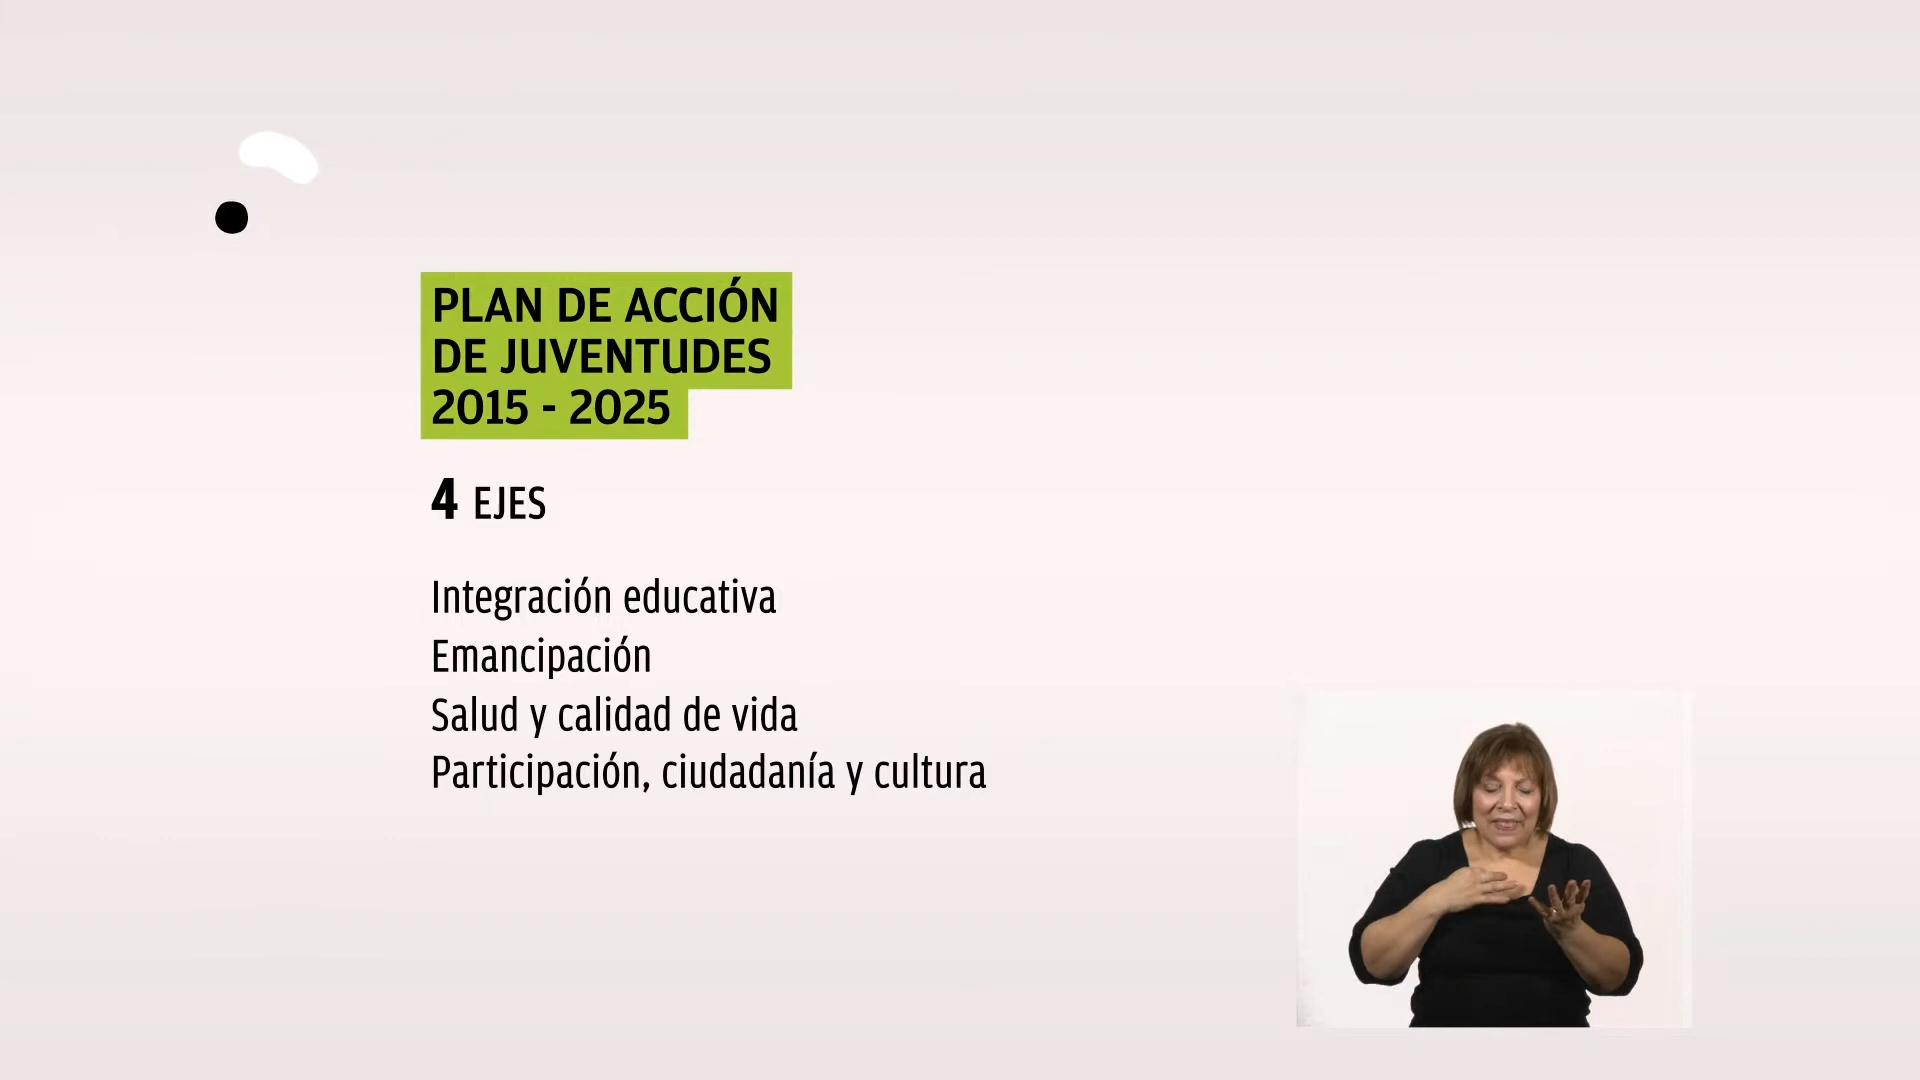 PLAN DE ACCIÓN
DE JUVENTUDES
2015 - 2025
4 EJES
Integración educativa
Emancipación
Salud y calidad de vida
Participación, ciudadanía y cultura